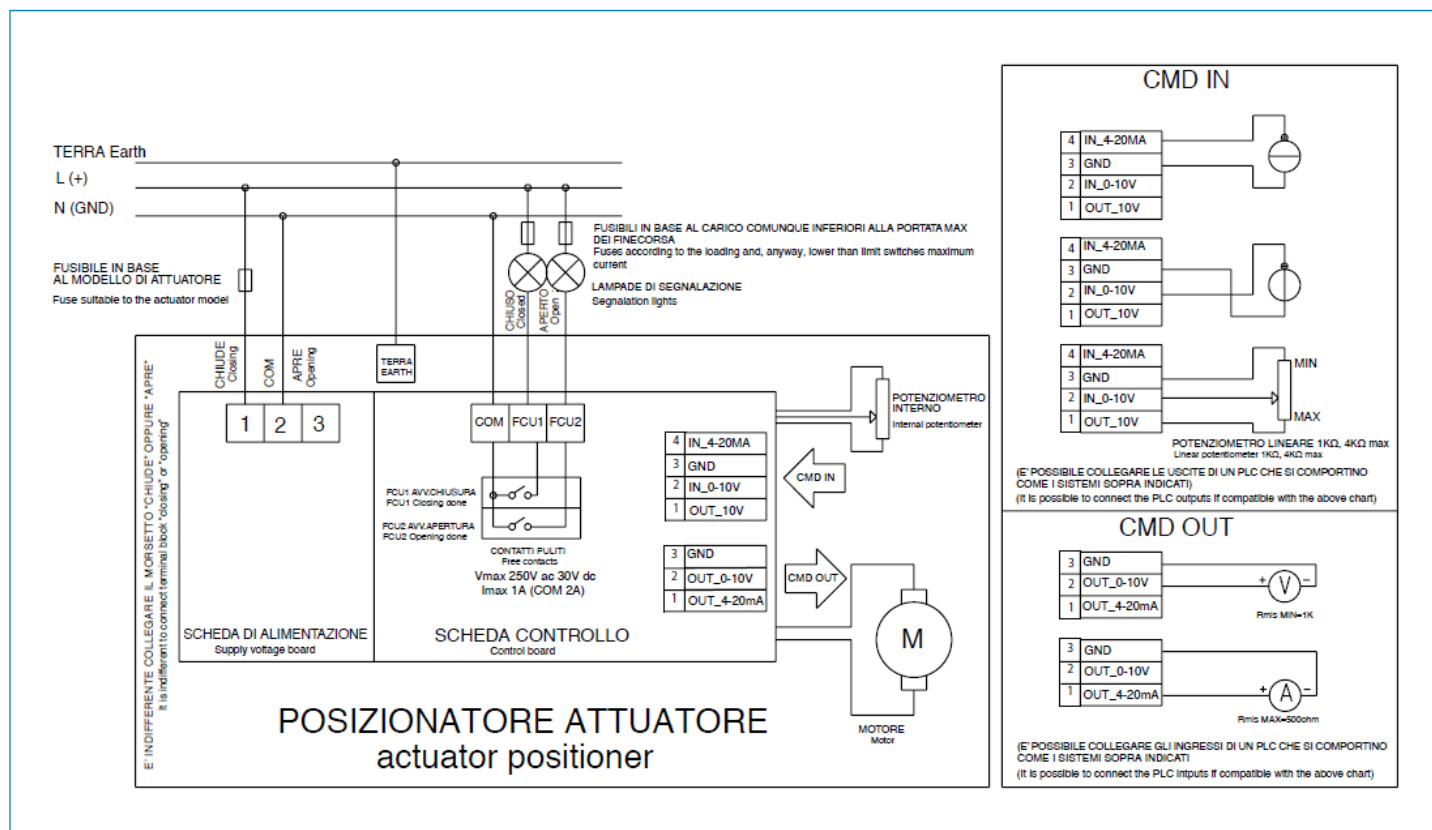 TERRA Earth
L (+)
N (GND)
FUSIBILE IN BASE
AL MODELLO DI ATTUATORE
Fuse suitable to the actuator model
FUSIBILI IN BASE AL CARICO COMUNQUE INFERIORI ALLA PORTATA MAX
DEI FINECORSA
Fuses according to the loading and, anyway, lower than limit switches maximum
current
LAMPADE DI SEGNALAZIONE
Segnalation lights
CHIUSO
Closed
APERTO
Open
E' INDIFFERENTE COLLEGARE IL MORSETTO "CHIUDE" OPPURE "APRE"
It is indifferent to connect terminal block "closing" or "opening"
CHIUDE
Closing
COM
APRE
Opening
TERRA
EARTH
1 2 3
COM FCU1 FCU2
FCU1 AVV.CHIUSURA
FCU1 Closing done
FCU2 AVV.APERTURA
FCU2 Opening done
CONTATTI PULITI
Free contacts
Vmax 250V ac 30V dc
Imax 1A (COM 2A)
4 IN_4-20MA
3 GND
2 IN_0-10V
1 OUT_10V
CMD IN
3 GND
2 OUT_0-10V
1 OUT_4-20mA
CMD OUT
POTENZIOMETRO
INTERNO
Internal potentiometer
M
MOTORE
Motor
SCHEDA DI ALIMENTAZIONE
Supply voltage board
SCHEDA CONTROLLO
Control board
POSIZIONATORE ATTUATORE
actuator positioner
CMD IN
4 IN_4-20MA
3 GND
2 IN_0-10V
1 OUT_10V
4 IN_4-20MA
3 GND
2 IN_0-10V
1 OUT_10V
4 IN_4-20MA
3 GND
2 IN_0-10V
1 OUT_10V
MIN
MAX
POTENZIOMETRO LINEARE 1KΩ, 4KΩ max
Linear potentiometer 1KΩ, 4KΩ max
(E' POSSIBILE COLLEGARE LE USCITE DI UN PLC CHE SI COMPORTINO
COME I SISTEMI SOPRA INDICATI)
(It is possible to connect the PLC outputs if compatible with the above chart)
CMD OUT
3 GND
2 OUT_0-10V
1 OUT_4-20mA
+ V −
Rmis MIN=1K
3 GND
2 OUT_0-10V
1 OUT_4-20mA
+ A −
Rmis MAX=500ohm
(E' POSSIBILE COLLEGARE GLI INGRESSI DI UN PLC CHE SI COMPORTINO
COME I SISTEMI SOPRA INDICATI
(It is possible to connect the PLC intputs if compatible with the above chart)